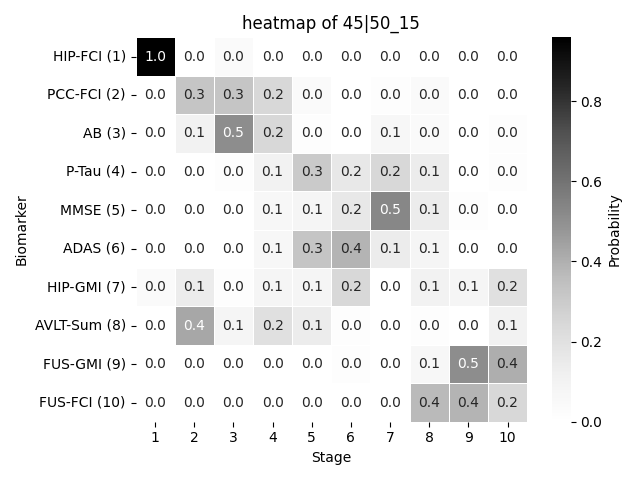 heatmap of 45|50_15
HIP-FCI (1) 1.0 0.0 0.0 0.0 0.0 0.0 0.0 0.0 0.0 0.0
PCC-FCI (2) 0.0 0.3 0.3 0.2 0.0 0.0 0.0 0.0 0.0 0.0
AB (3) 0.0 0.1 0.5 0.2 0.0 0.0 0.1 0.0 0.0 0.0
P-Tau (4) 0.0 0.0 0.0 0.1 0.3 0.2 0.2 0.1 0.0 0.0
MMSE (5) 0.0 0.0 0.0 0.1 0.1 0.2 0.5 0.1 0.0 0.0
ADAS (6) 0.0 0.0 0.0 0.1 0.3 0.4 0.1 0.1 0.0 0.0
HIP-GMI (7) 0.0 0.1 0.0 0.1 0.1 0.2 0.0 0.1 0.1 0.2
AVLT-Sum (8) 0.0 0.4 0.1 0.2 0.1 0.0 0.0 0.0 0.0 0.1
FUS-GMI (9) 0.0 0.0 0.0 0.0 0.0 0.0 0.0 0.1 0.5 0.4
FUS-FCI (10) 0.0 0.0 0.0 0.0 0.0 0.0 0.0 0.4 0.4 0.2
1 2 3 4 5 6 7 8 9 10
Stage
Biomarker
0.8
0.6
0.4
0.2
0.0
Probability